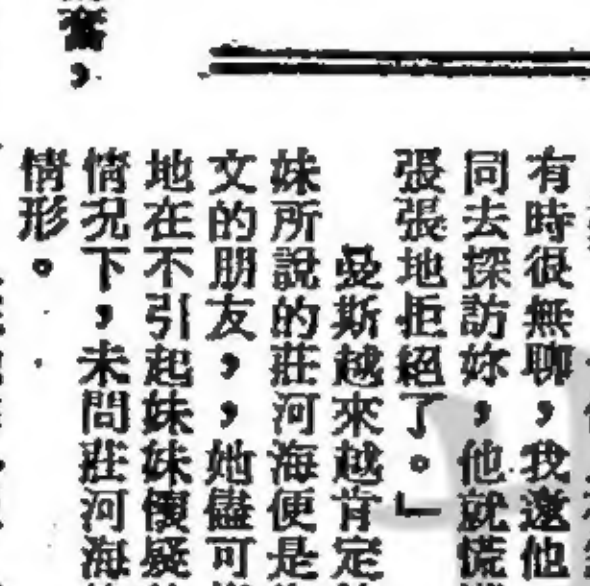 有時很無聊，我邀他
同去探訪妳，他就慌
張張地拒絕了。」
曼斯越來越肯定
妹所說的莊河海便是
文的朋友，，她儘可
地在不引起妹妹懷疑
情況下，未問莊河海
情形。
奮，